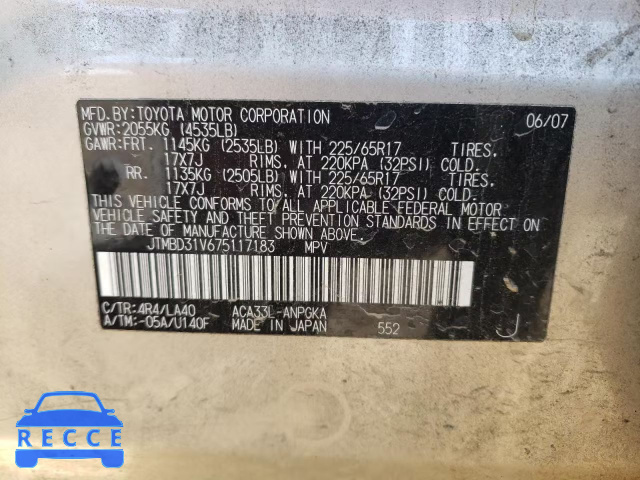 MFD. BY: TOYOTA MOTOR CORPORATION 06/07
GVWR: 2055KG (4535LB)
GAWR: FRT. 1145KG (2535LB) WITH 225/65R17 TIRES,
17X7J RIMS, AT 220KPA (32PSI) COLD.
RR. 1135KG (2505LB) WITH 225/65R17 TIRES,
17X7J RIMS, AT 220KPA (32PSI) COLD.
THIS VEHICLE CONFORMS TO ALL APPLICABLE FEDERAL MOTOR
VEHICLE SAFETY AND THEFT PREVENTION STANDARDS IN EFFECT ON
THE DATE OF MANUFACTURE SHOWN ABOVE.
JTMBD31V675117183 MPV
C/TR: 4R4/LA40 ACA33L-ANPGKA
A/TM: -05A/U140F MADE IN JAPAN 552 J
RECCE